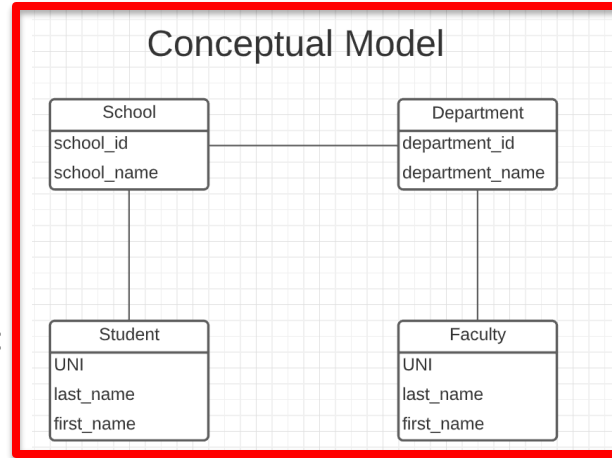 Conceptual Model
School
school_id
school_name
Department
department_id
department_name
Student
UNI
last_name
first_name
Faculty
UNI
last_name
first_name